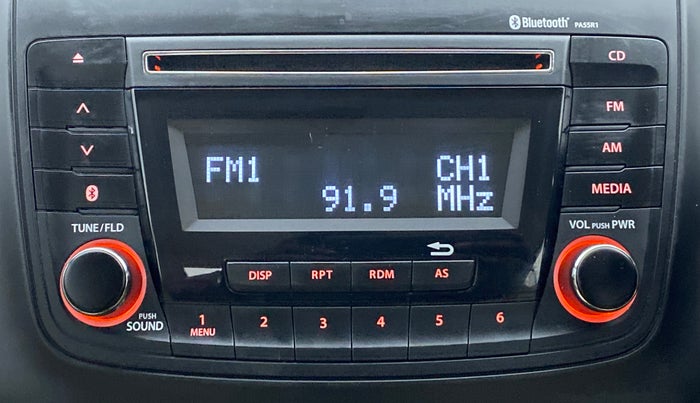 Bluetooth® PA55R1
CD
FM
FM1 CH1
91.9 MHz
AM
MEDIA
TUNE/FLD
VOL PUSH PWR
DISP RPT RDM AS
PUSH SOUND
1 MENU 2 3 4 5 6